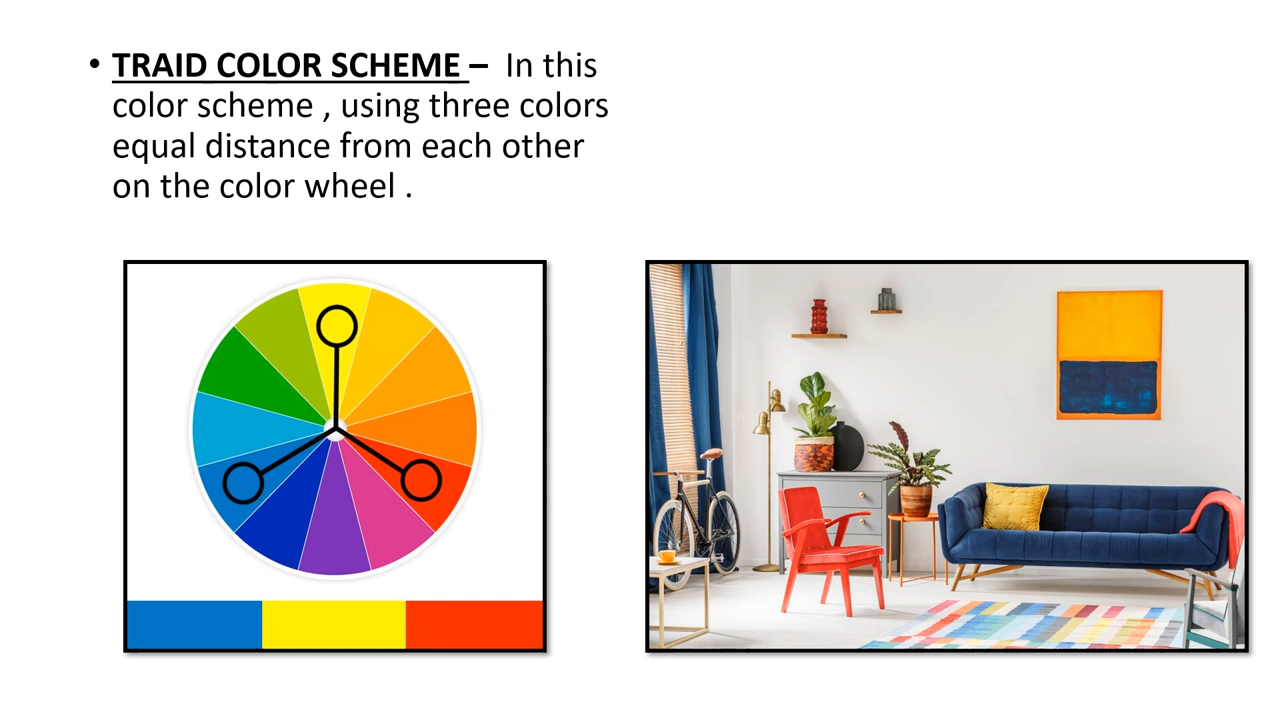 • TRAID COLOR SCHEME – In this
color scheme , using three colors
equal distance from each other
on the color wheel .